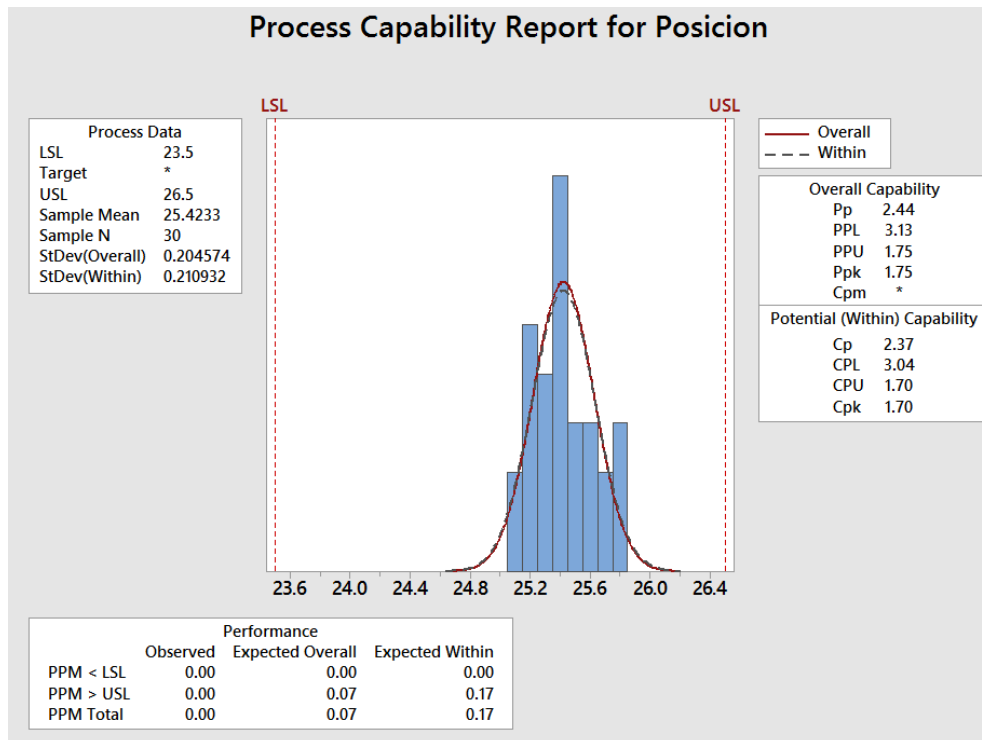 Process Capability Report for Posicion
LSL
USL
Process Data
LSL 23.5
Target *
USL 26.5
Sample Mean 25.4233
Sample N 30
StDev(Overall) 0.204574
StDev(Within) 0.210932
Overall
Within
Overall Capability
Pp 2.44
PPL 3.13
PPU 1.75
Ppk 1.75
Cpm *
Potential (Within) Capability
Cp 2.37
CPL 3.04
CPU 1.70
Cpk 1.70
23.6 24.0 24.4 24.8 25.2 25.6 26.0 26.4
Performance
Observed Expected Overall Expected Within
PPM < LSL 0.00 0.00 0.00
PPM > USL 0.00 0.07 0.17
PPM Total 0.00 0.07 0.17